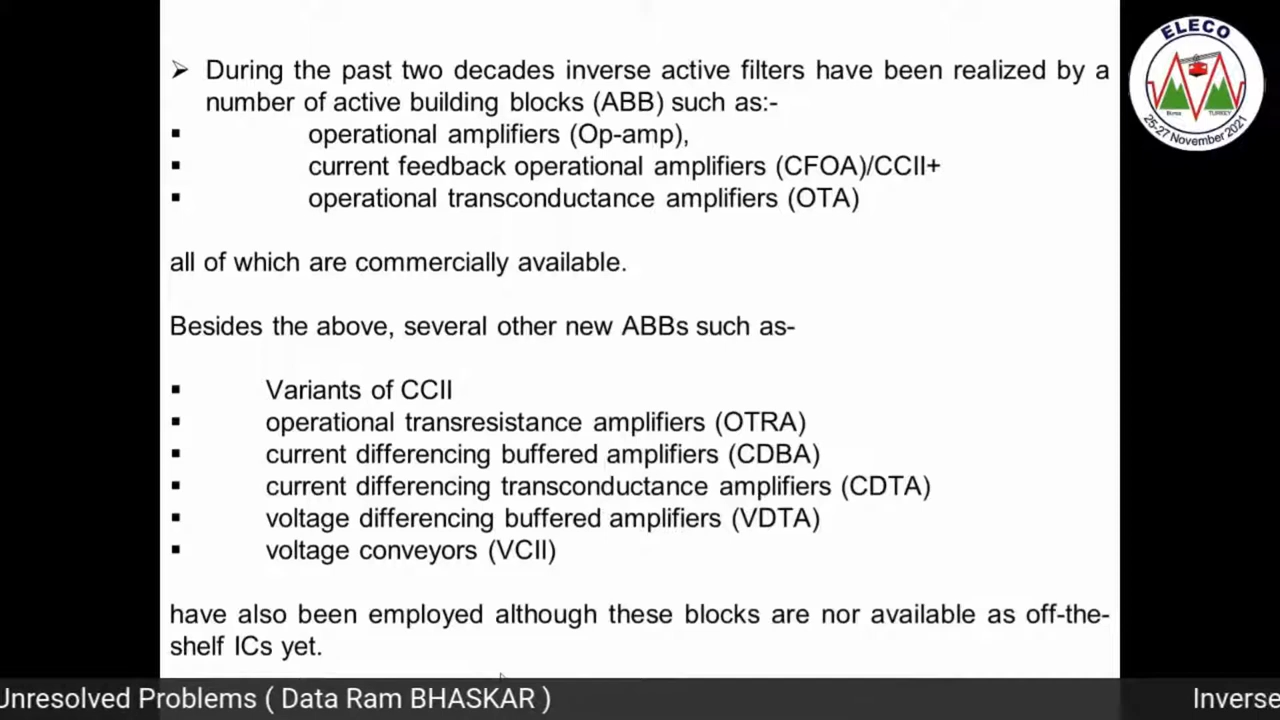 ELECO
Bursa TURKEY
25-27 November 2021
➢ During the past two decades inverse active filters have been realized by a
number of active building blocks (ABB) such as:-
▪ operational amplifiers (Op-amp),
▪ current feedback operational amplifiers (CFOA)/CCII+
▪ operational transconductance amplifiers (OTA)
all of which are commercially available.
Besides the above, several other new ABBs such as-
▪ Variants of CCII
▪ operational transresistance amplifiers (OTRA)
▪ current differencing buffered amplifiers (CDBA)
▪ current differencing transconductance amplifiers (CDTA)
▪ voltage differencing buffered amplifiers (VDTA)
▪ voltage conveyors (VCII)
have also been employed although these blocks are nor available as off-the-
shelf ICs yet.
Unresolved Problems ( Data Ram BHASKAR ) Inverse